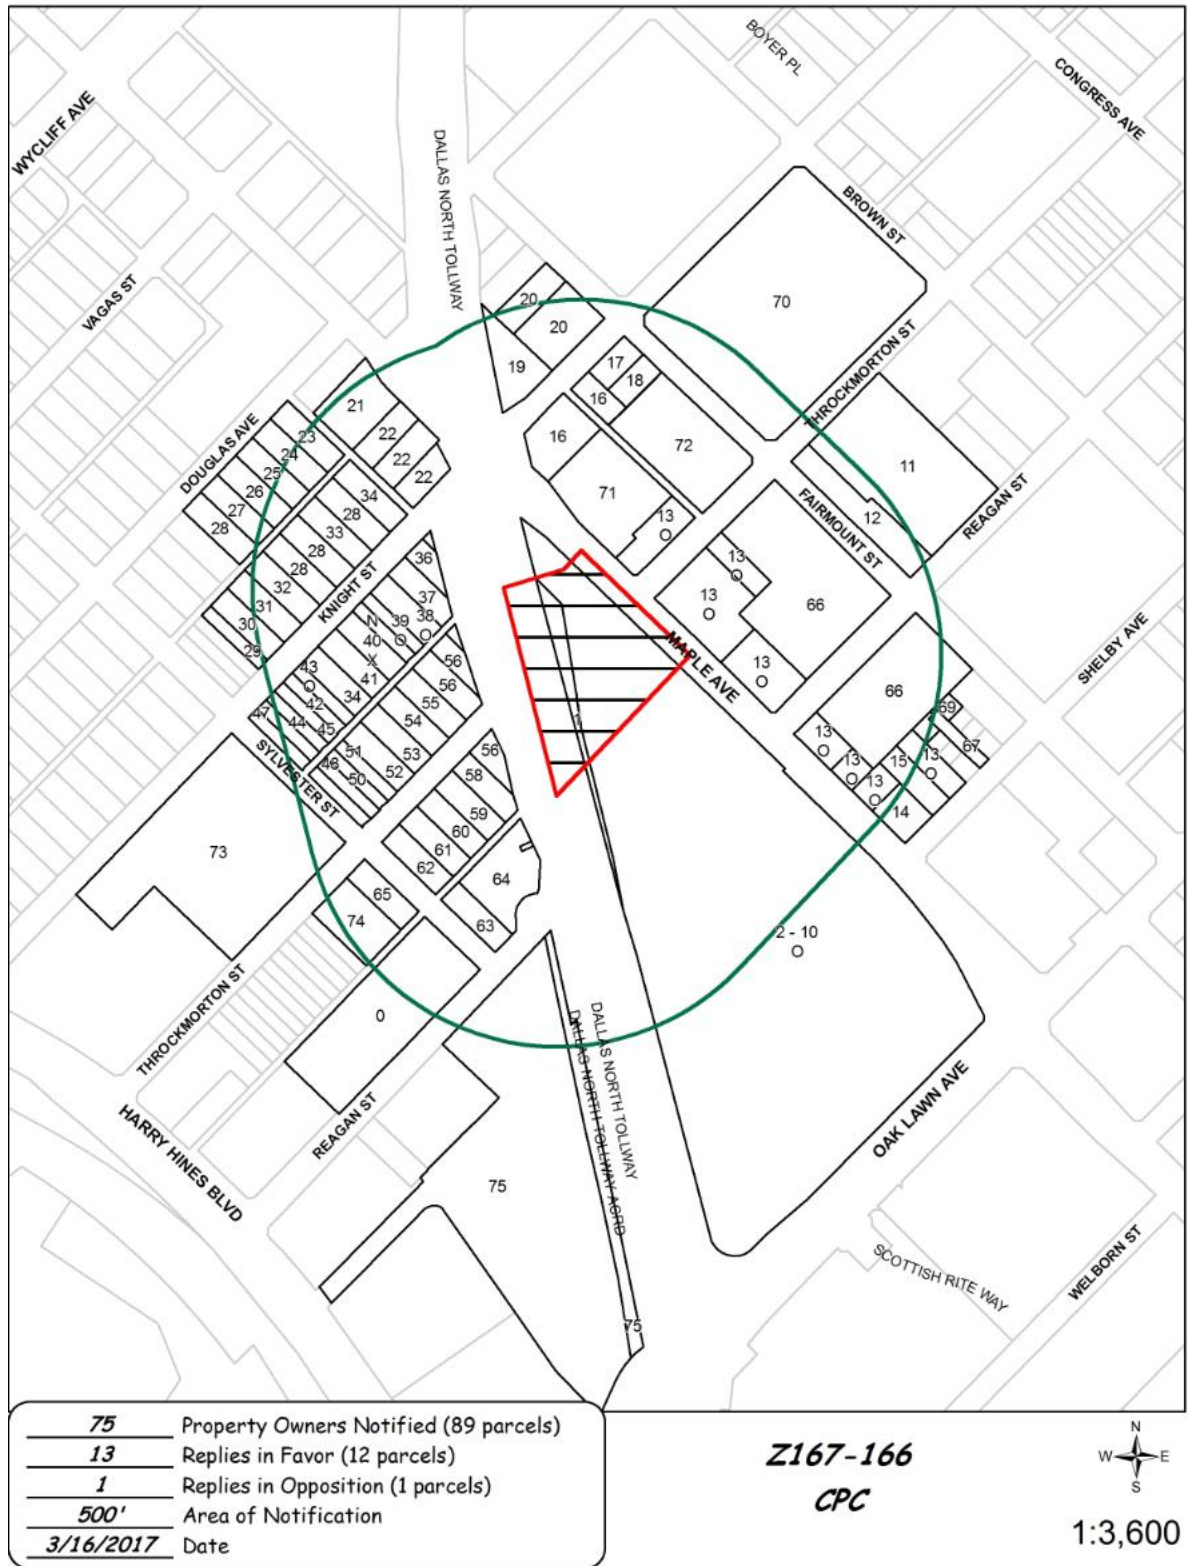 BOYER PL
CONGRESS AVE
WYCLIFF AVE
DALLAS NORTH TOLLWAY
BROWN ST
VAGAS ST
20
20
70
19
17
18
16
THROCKMORTON ST
21
DOUGLAS AVE
23
22
24
22
25
22
26
27
28
16
72
11
71
REAGAN ST
34
28
33
28
28
32
31
30
29
KNIGHT ST
13
O
12
FAIRMOUNT ST
36
37
38
O
39
O
N
40
X
41
13
O
13
O
66
SHELBY AVE
MAPLE AVE
13
O
43
O
34
42
47
44
45
56
56
55
54
53
52
51
48
50
SYLVESTER ST
1
66
69
67
13
O
13
O
15
13
O
13
O
14
56
58
59
60
61
62
73
64
65
63
74
2 - 10
O
THROCKMORTON ST
0
DALLAS NORTH TOLLWAY
DALLAS NORTH TOLLWAY ACRD
OAK LAWN AVE
REAGAN ST
HARRY HINES BLVD
75
SCOTTISH RITE WAY
WELBORN ST
75
75 Property Owners Notified (89 parcels)
13 Replies in Favor (12 parcels)
1 Replies in Opposition (1 parcels)
500' Area of Notification
3/16/2017 Date
Z167-166
CPC
N
W E
S
1:3,600